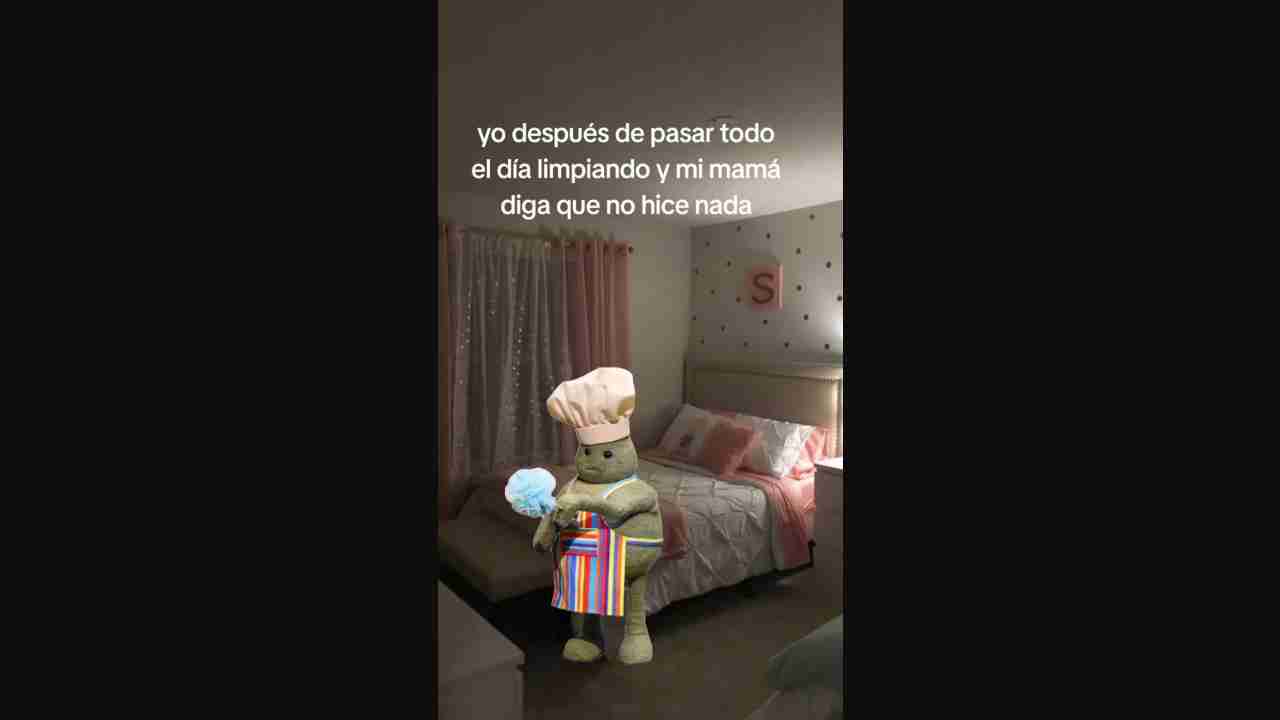 yo después de pasar todo
el día limpiando y mi mamá
diga que no hice nada
S